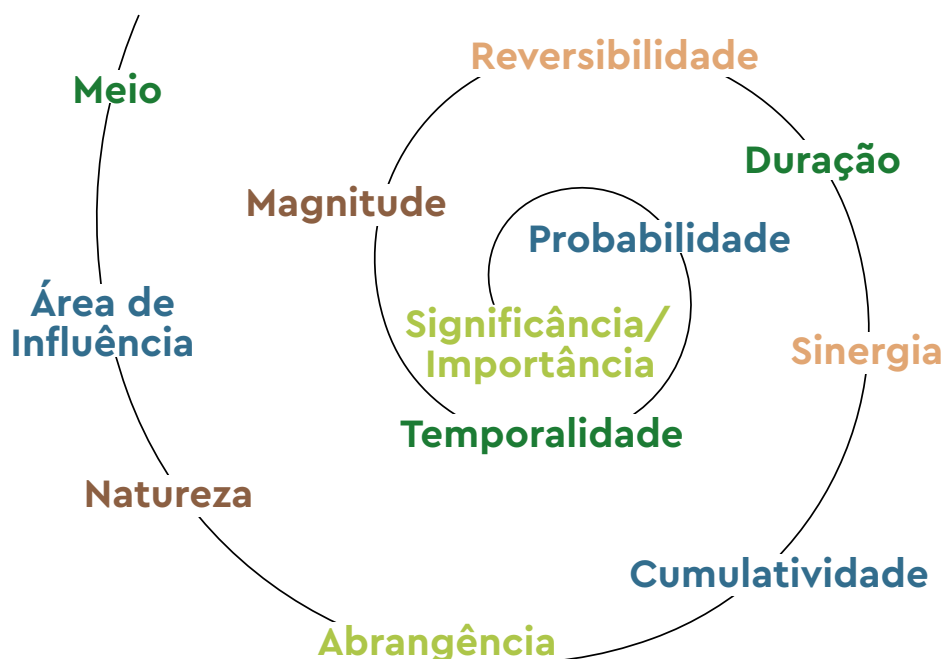 Reversibilidade
Meio
Duração
Magnitude
Probabilidade
Área de
Influência
Significância/
Importância
Sinergia
Temporalidade
Natureza
Cumulatividade
Abrangência